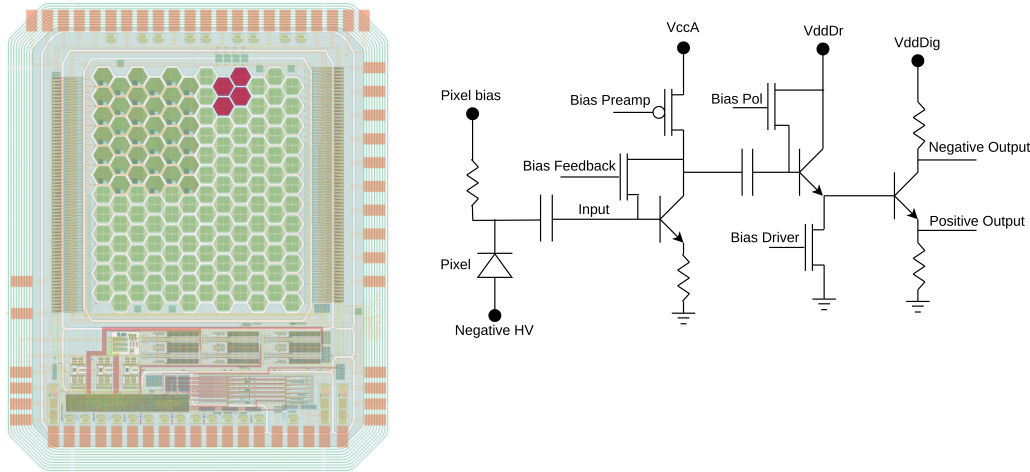 VccA
VddDr
VddDig
Pixel bias
Bias Preamp
Bias Pol
Negative Output
Bias Feedback
Input
Positive Output
Bias Driver
Pixel
Negative HV